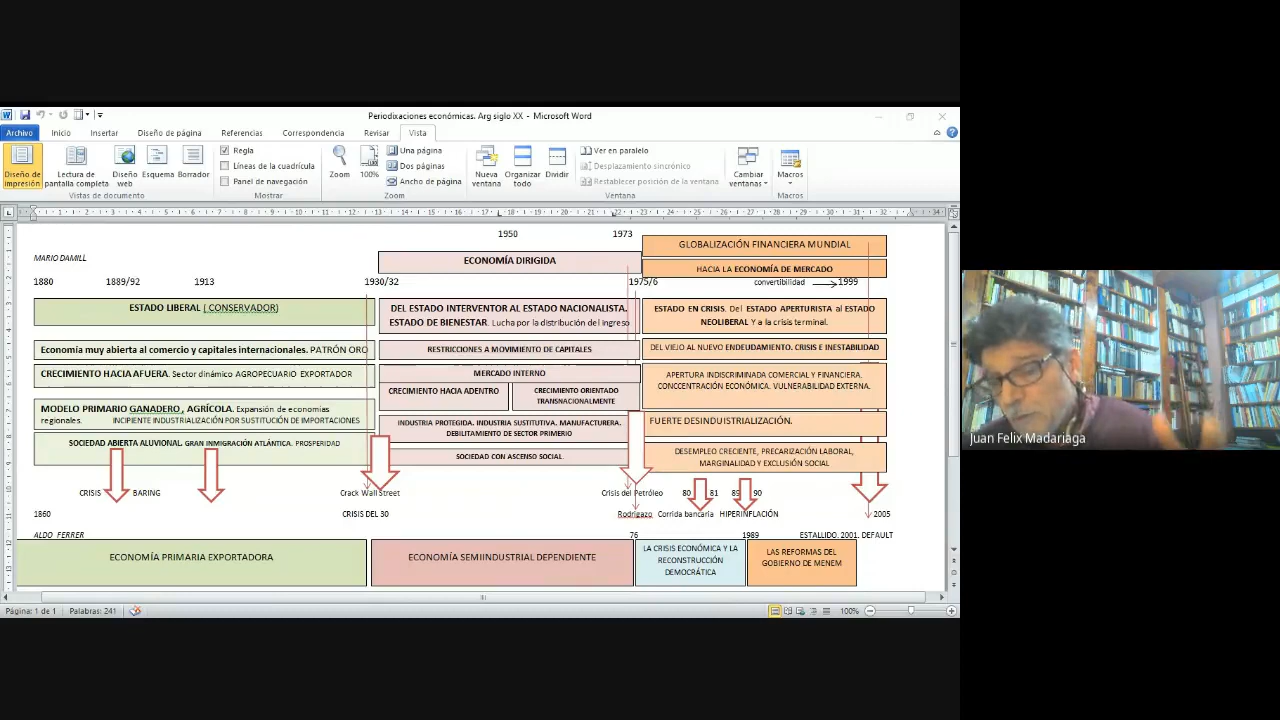 Periodixaciones económicas. Arg siglo XX - Microsoft Word
Archivo Inicio Insertar Diseño de página Referencias Correspondencia Revisar Vista
Diseño de impresión
Lectura de pantalla completa
Diseño web
Esquema
Borrador
Vistas de documento
Regla
Líneas de la cuadrícula
Panel de navegación
Mostrar
Zoom
100%
Una página
Dos páginas
Ancho de página
Zoom
Nueva ventana
Organizar todo
Dividir
Ver en paralelo
Desplazamiento sincrónico
Restablecer posición de la ventana
Ventana
Cambiar ventanas
Macros
Macros
1950 1973
GLOBALIZACIÓN FINANCIERA MUNDIAL
MARIO DAMILL
ECONOMÍA DIRIGIDA
HACIA LA ECONOMÍA DE MERCADO
1880 1889/92 1913 1930/32 1975/6 convertibilidad 1999
ESTADO LIBERAL ( CONSERVADOR)
DEL ESTADO INTERVENTOR AL ESTADO NACIONALISTA.
ESTADO DE BIENESTAR. Lucha por la distribución del ingreso
ESTADO EN CRISIS. Del ESTADO APERTURISTA al ESTADO
NEOLIBERAL Y a la crisis terminal.
Economía muy abierta al comercio y capitales internacionales. PATRÓN ORO
RESTRICCIONES A MOVIMIENTO DE CAPITALES
DEL VIEJO AL NUEVO ENDEUDAMIENTO. CRISIS E INESTABILIDAD
CRECIMIENTO HACIA AFUERA. Sector dinámico AGROPECUARIO EXPORTADOR
MERCADO INTERNO
CRECIMIENTO HACIA ADENTRO
CRECIMIENTO ORIENTADO
TRANSNACIONALMENTE
APERTURA INDISCRIMINADA COMERCIAL Y FINANCIERA.
CONCCENTRACIÓN ECONÓMICA. VULNERABILIDAD EXTERNA.
MODELO PRIMARIO GANADERO , AGRÍCOLA. Expansión de economías
regionales. INCIPIENTE INDUSTRIALIZACIÓN POR SUSTITUCIÓN DE IMPORTACIONES
INDUSTRIA PROTEGIDA. INDUSTRIA SUSTITUTIVA. MANUFACTURERA.
DEBILITAMIENTO DE SECTOR PRIMERIO
FUERTE DESINDUISTRIALIZACIÓN.
SOCIEDAD ABIERTA ALUVIONAL. GRAN INMIGRACIÓN ATLÁNTICA. PROSPERIDAD
SOCIEDAD CON ASCENSO SOCIAL
DESEMPLEO CRECIENTE, PRECARIZACIÓN LABORAL,
MARGINALIDAD Y EXCLUSIÓN SOCIAL
CRISIS BARING Crack Wall Street Crisis del Petróleo 80 81 89 90
1860 CRISIS DEL 30 Rodrigazo Corrida bancaria HIPERINFLACIÓN 2005
ALDO FERRER 76 1989 ESTALLIDO. 2001. DEFAULT
ECONOMÍA PRIMARIA EXPORTADORA
ECONOMÍA SEMIINDUSTRIAL DEPENDIENTE
LA CRISIS ECONÓMICA Y LA
RECONSTRUCCIÓN
DEMOCRÁTICA
LAS REFORMAS DEL
GOBIERNO DE MENEM
Página: 1 de 1 Palabras: 241 100%
Juan Felix Madariaga